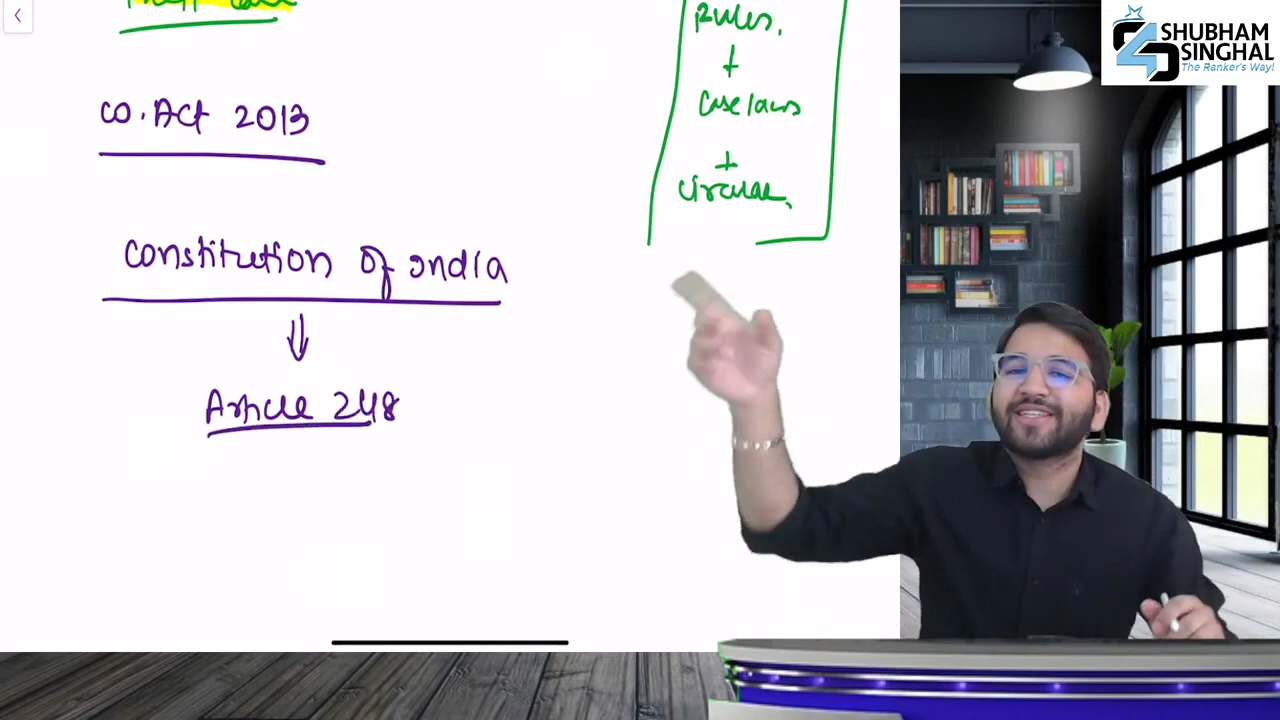 co. Act 2013
Constitution of India
Article 248
Rules,
+
Case laws
+
Circular,
SHUBHAM
SINGHAL
The Ranker's Way!